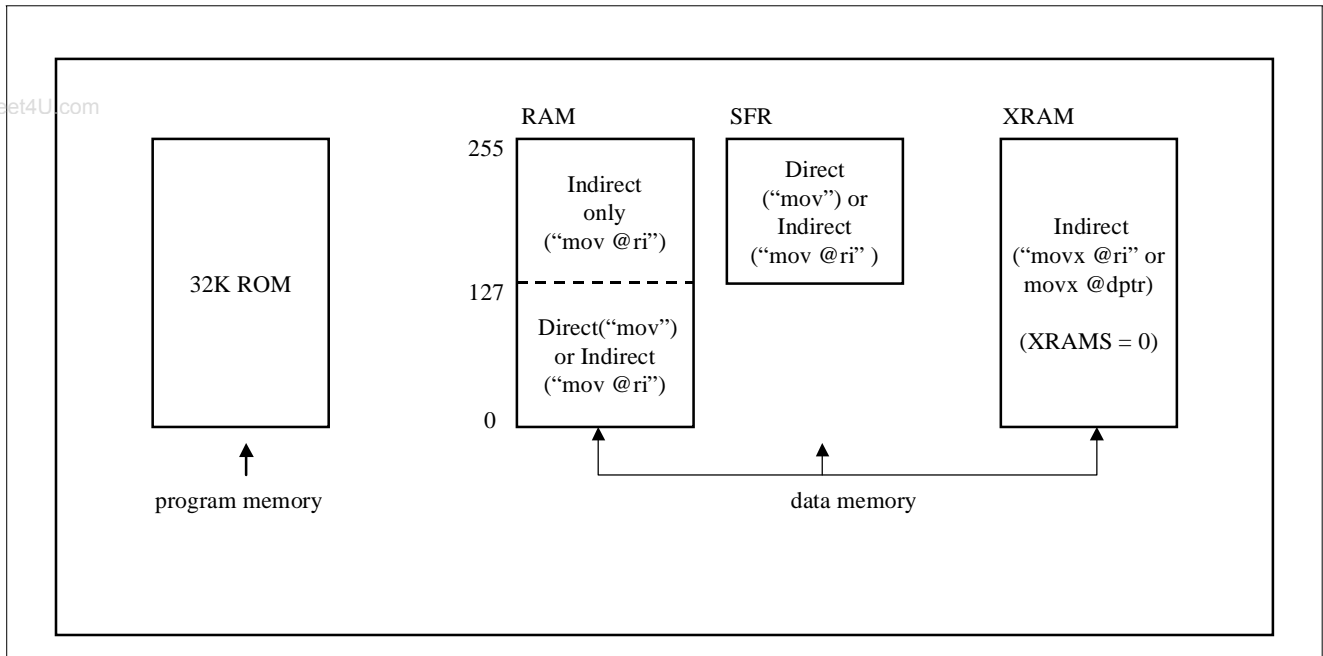 eet4U.com
RAM
SFR
XRAM
255
127
0
32K ROM
Indirect
only
(“mov @ri”)
Direct(“mov”)
or Indirect
(“mov @ri”)
Direct
(“mov”) or
Indirect
(“mov @ri” )
Indirect
(“movx @ri” or
movx @dptr)
(XRAMS = 0)
program memory
data memory